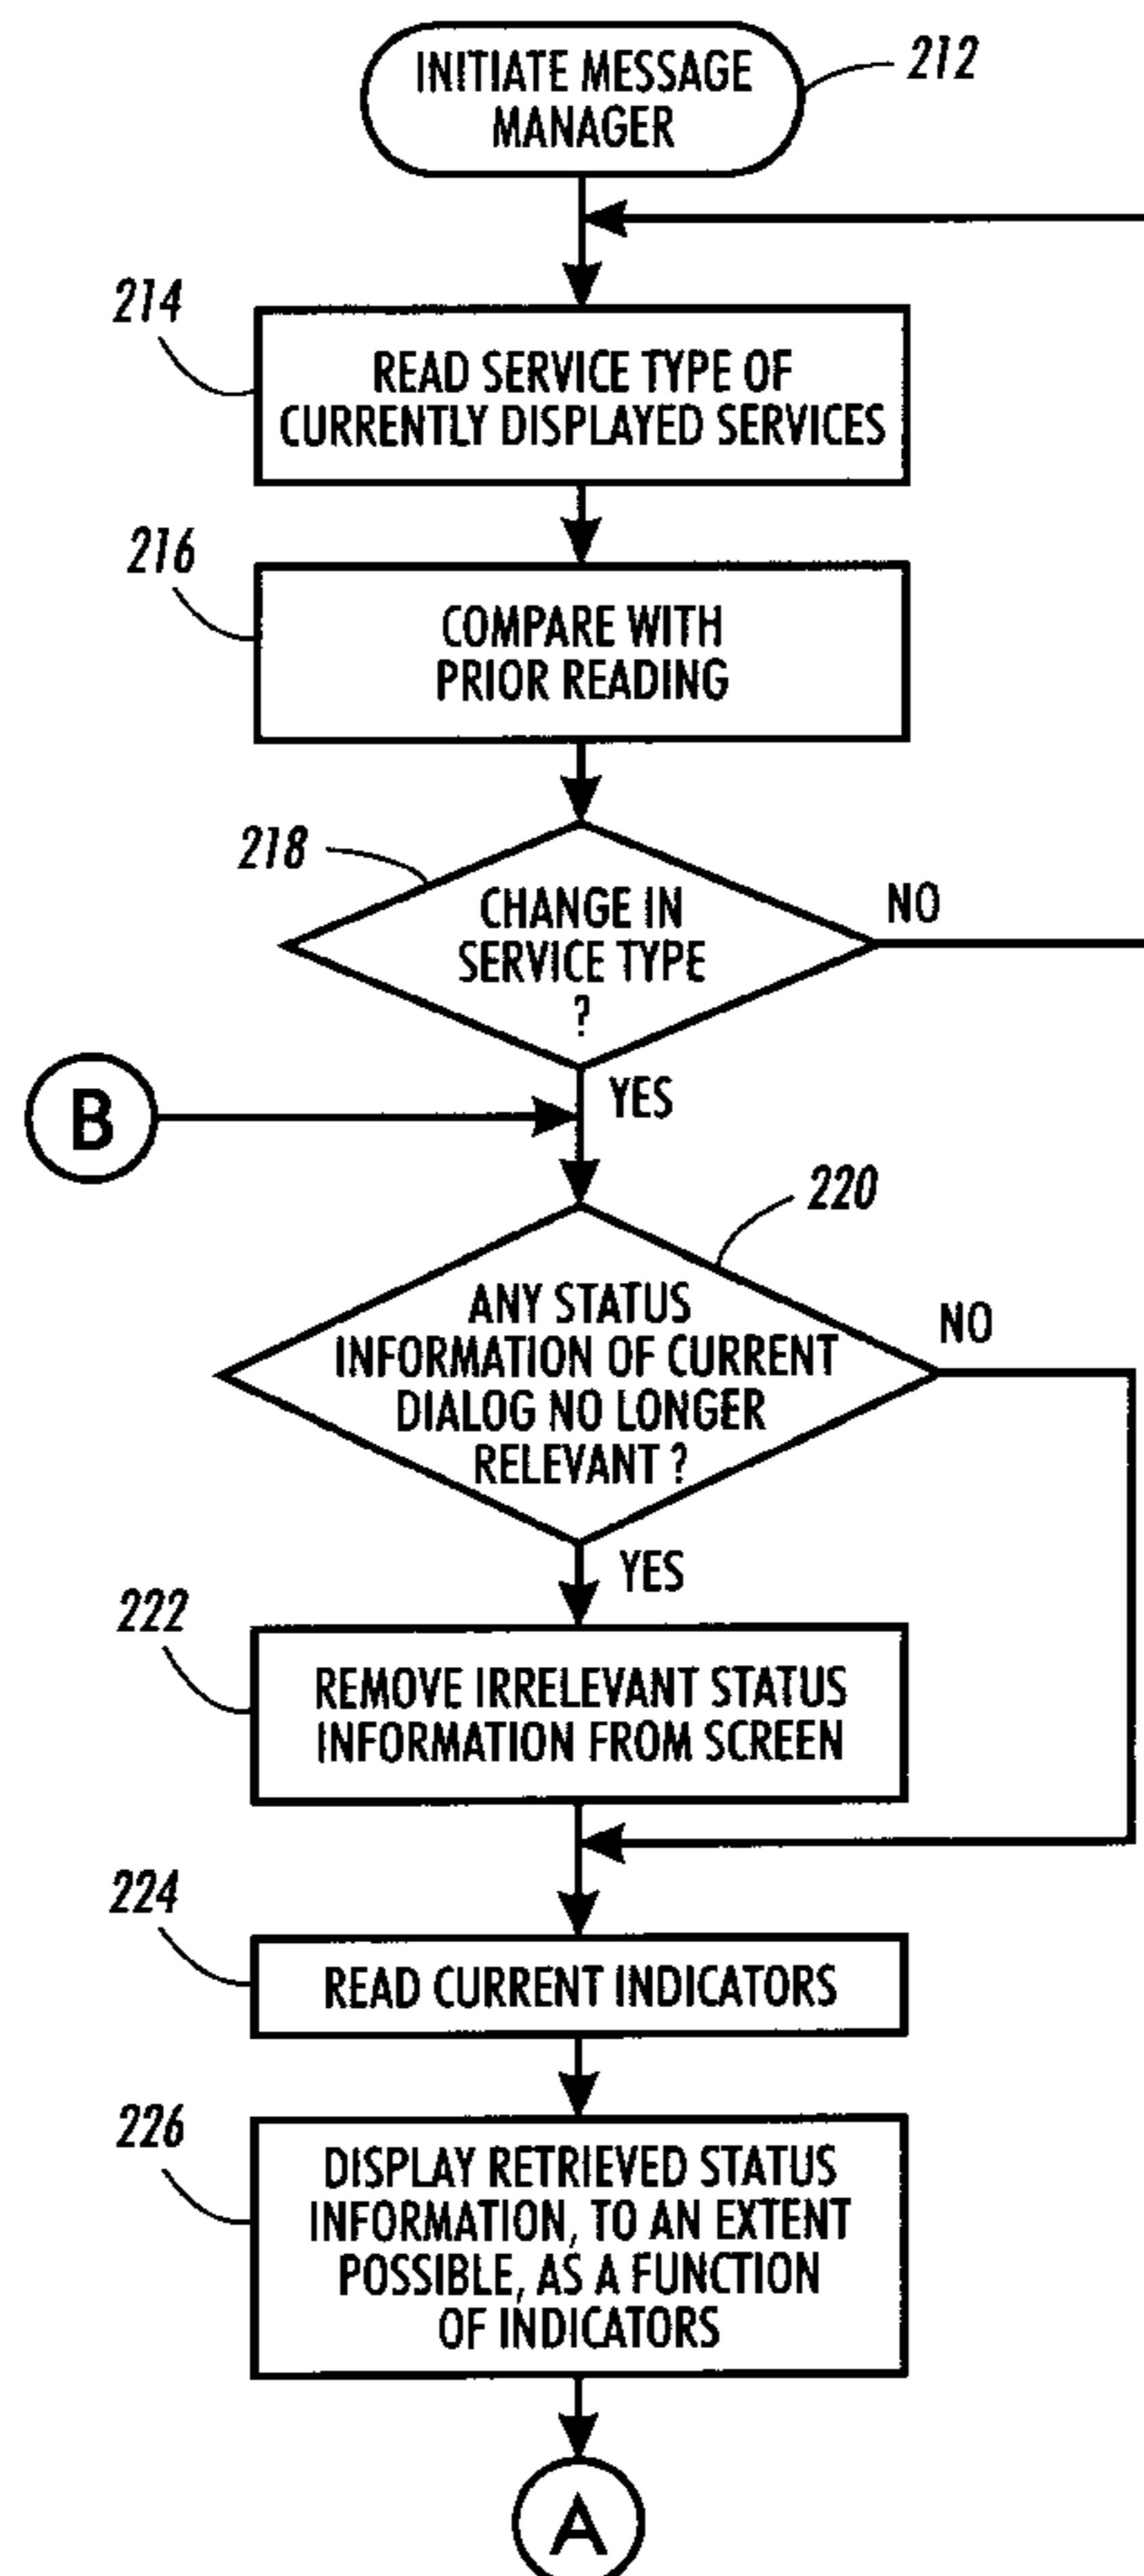 INITIATE MESSAGE
MANAGER
212
214
READ SERVICE TYPE OF
CURRENTLY DISPLAYED SERVICES
216
COMPARE WITH
PRIOR READING
218
CHANGE IN
SERVICE TYPE
?
NO
B
YES
220
ANY STATUS
INFORMATION OF CURRENT
DIALOG NO LONGER
RELEVANT ?
NO
YES
222
REMOVE IRRELEVANT STATUS
INFORMATION FROM SCREEN
224
READ CURRENT INDICATORS
226
DISPLAY RETRIEVED STATUS
INFORMATION, TO AN EXTENT
POSSIBLE, AS A FUNCTION
OF INDICATORS
A